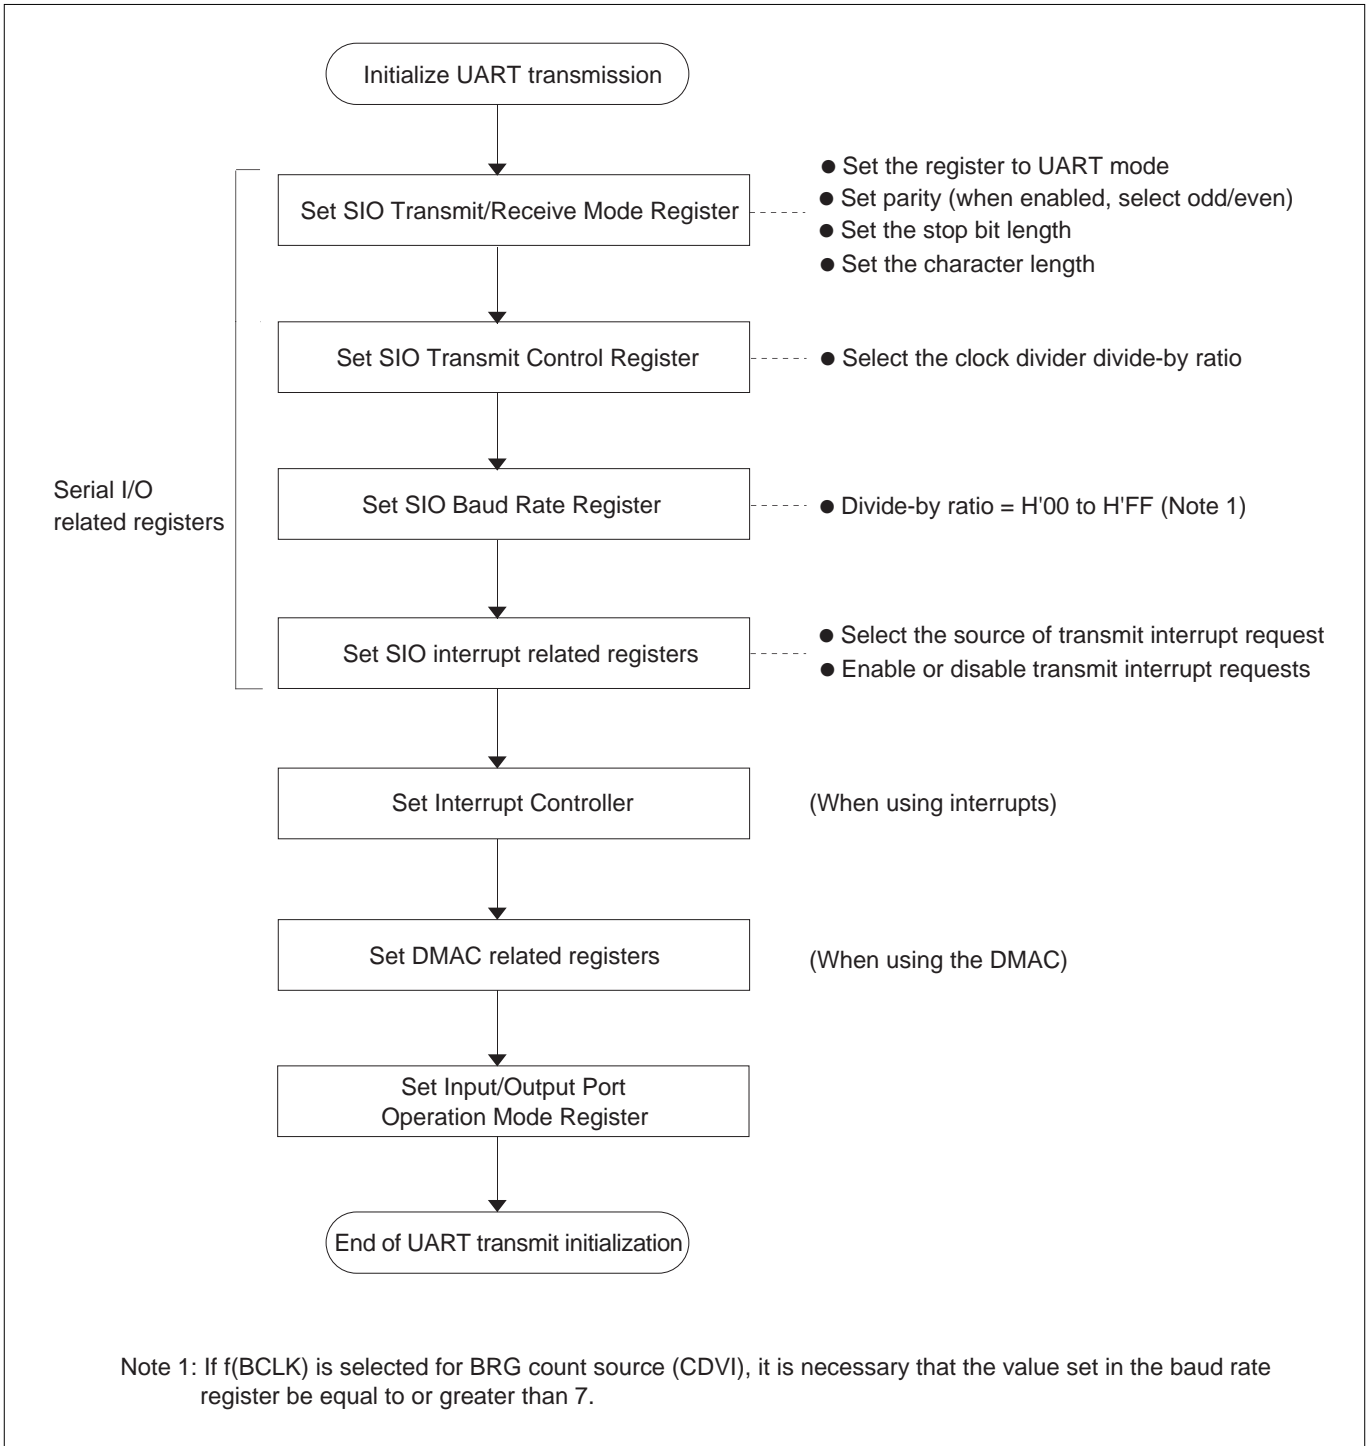 Initialize UART transmission
Set SIO Transmit/Receive Mode Register
● Set the register to UART mode
● Set parity (when enabled, select odd/even)
● Set the stop bit length
● Set the character length
Set SIO Transmit Control Register
● Select the clock divider divide-by ratio
Serial I/O
related registers
Set SIO Baud Rate Register
● Divide-by ratio = H'00 to H'FF (Note 1)
Set SIO interrupt related registers
● Select the source of transmit interrupt request
● Enable or disable transmit interrupt requests
Set Interrupt Controller
(When using interrupts)
Set DMAC related registers
(When using the DMAC)
Set Input/Output Port
Operation Mode Register
End of UART transmit initialization
Note 1: If f(BCLK) is selected for BRG count source (CDVI), it is necessary that the value set in the baud rate
register be equal to or greater than 7.